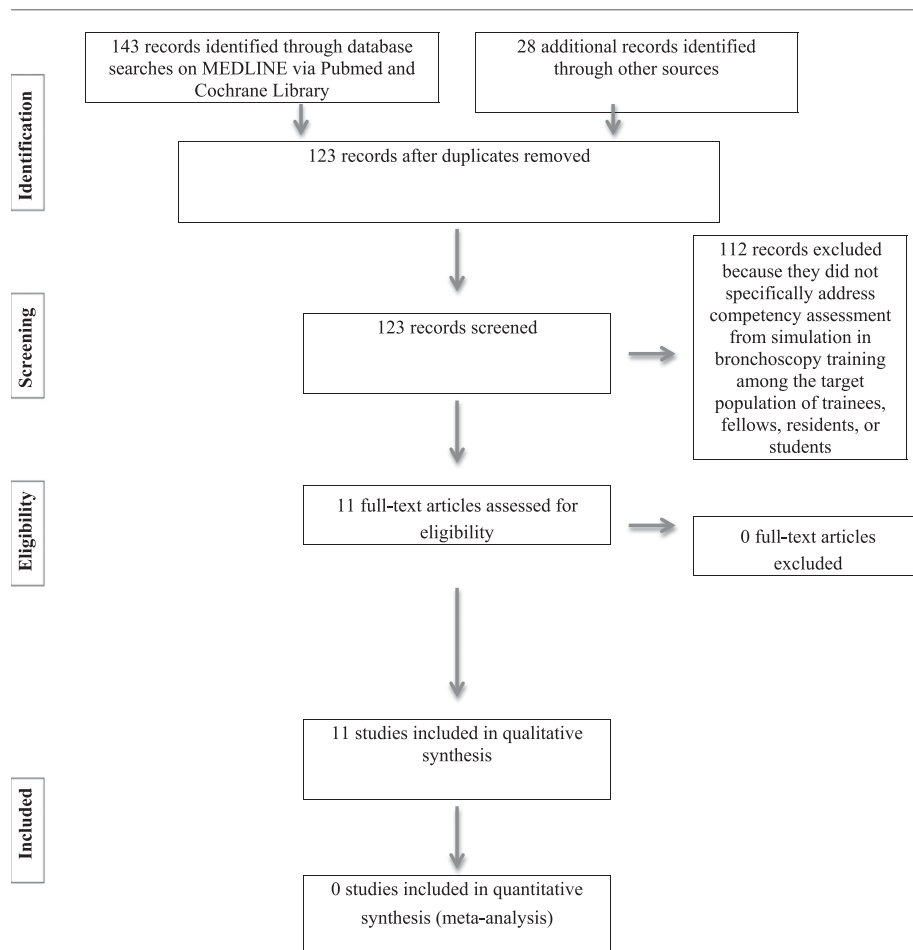 143 records identified through database
searches on MEDLINE via Pubmed and
Cochrane Library
28 additional records identified
through other sources
Identification
123 records after duplicates removed
Screening
123 records screened
112 records excluded
because they did not
specifically address
competency assessment
from simulation in
bronchoscopy training
among the target
population of trainees,
fellows, residents, or
students
Eligibility
11 full-text articles assessed for
eligibility
0 full-text articles
excluded
11 studies included in qualitative
synthesis
Included
0 studies included in quantitative
synthesis (meta-analysis)